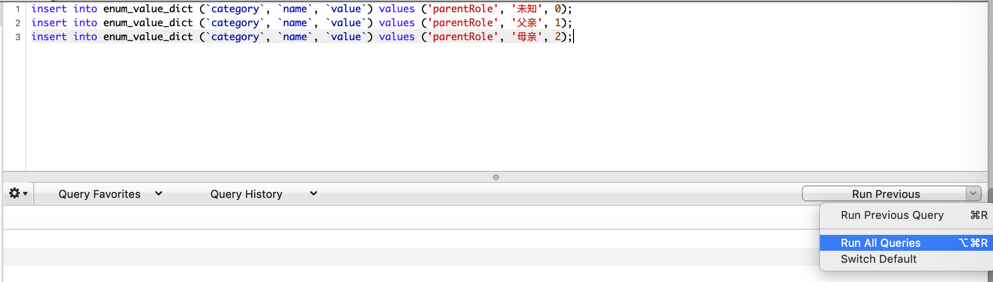 1 insert into enum_value_dict (`category`, `name`, `value`) values ('parentRole', '未知', 0);
2 insert into enum_value_dict (`category`, `name`, `value`) values ('parentRole', '父亲', 1);
3 insert into enum_value_dict (`category`, `name`, `value`) values ('parentRole', '母亲', 2);
Query Favorites Query History Run Previous
Run Previous Query ⌘R
Run All Queries ⌥⌘R
Switch Default